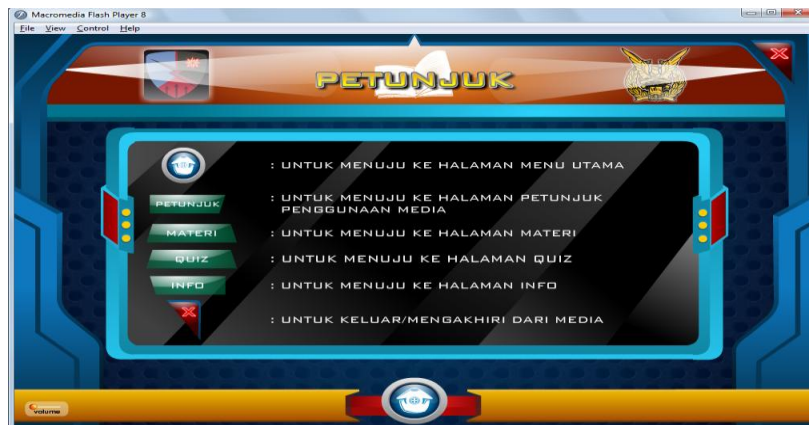 Macromedia Flash Player 8
File View Control Help
PETUNJUK
: UNTUK MENUJU KE HALAMAN MENU UTAMA
PETUNJUK : UNTUK MENUJU KE HALAMAN PETUNJUK
PENGGUNAAN MEDIA
MATERI : UNTUK MENUJU KE HALAMAN MATERI
QUIZ : UNTUK MENUJU KE HALAMAN QUIZ
INFO : UNTUK MENUJU KE HALAMAN INFO
: UNTUK KELUAR/MENGAKHIRI DARI MEDIA
volume